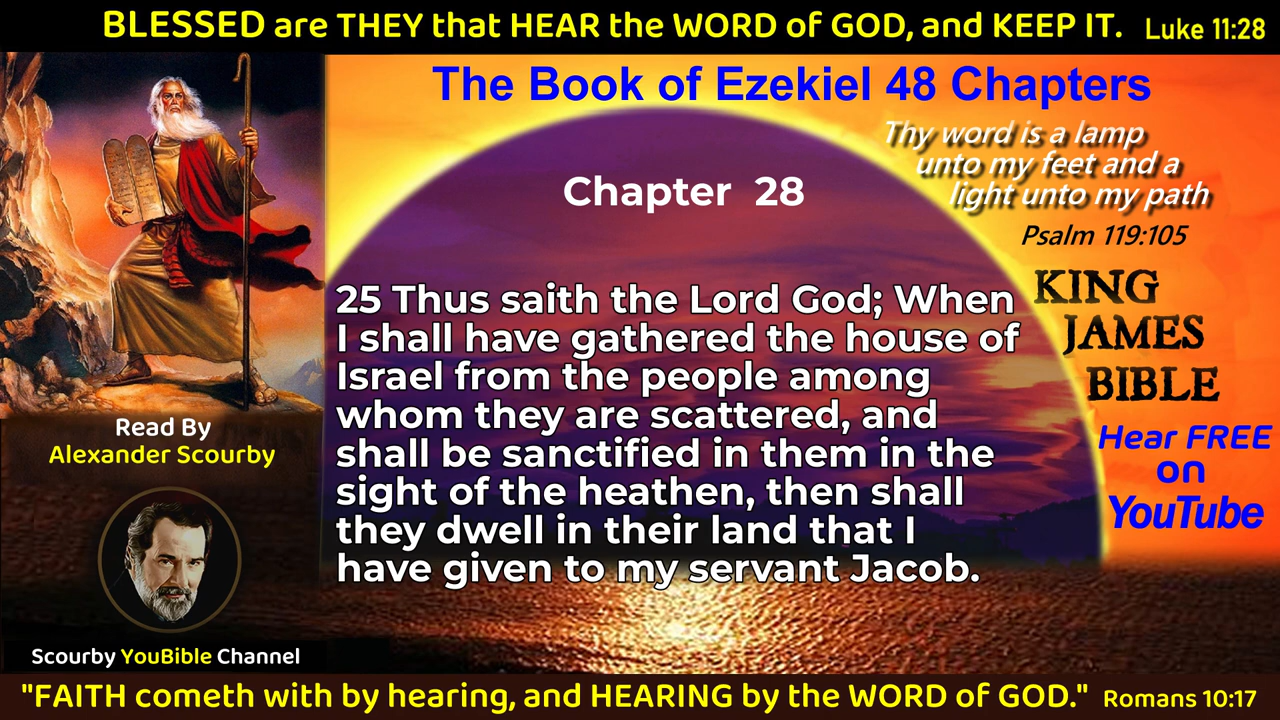 BLESSED are THEY that HEAR the WORD of GOD, and KEEP IT. Luke 11:28
The Book of Ezekiel 48 Chapters
Thy word is a lamp
unto my feet and a
light unto my path
Psalm 119:105
Chapter 28
25 Thus saith the Lord God; When
I shall have gathered the house of
Israel from the people among
whom they are scattered, and
shall be sanctified in them in the
sight of the heathen, then shall
they dwell in their land that I
have given to my servant Jacob.
KING
JAMES
BIBLE
Hear FREE
on
YouTube
Read By
Alexander Scourby
Scourby YouBible Channel
"FAITH cometh with by hearing, and HEARING by the WORD of GOD." Romans 10:17